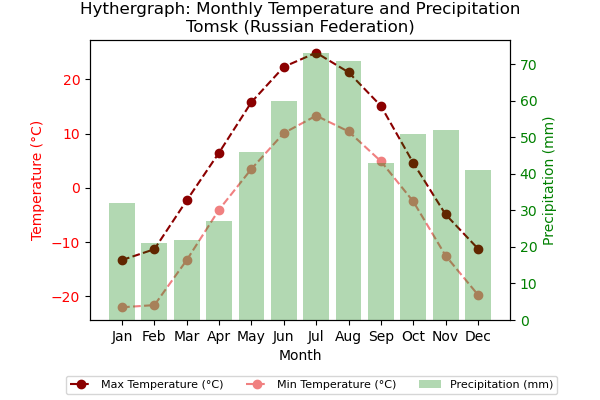 Hythergraph: Monthly Temperature and Precipitation
Tomsk (Russian Federation)
Temperature (°C)
20
10
0
−10
−20
70
60
50
40
30
20
10
0
Precipitation (mm)
Jan Feb Mar Apr May Jun Jul Aug Sep Oct Nov Dec
Month
Max Temperature (°C) Min Temperature (°C) Precipitation (mm)